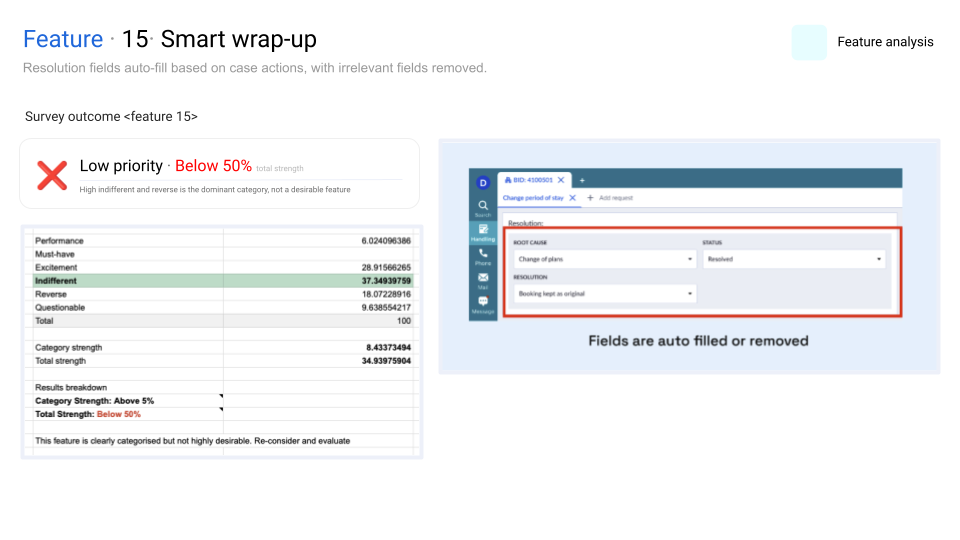 Feature · 15· Smart wrap-up
Feature analysis
Resolution fields auto-fill based on case actions, with irrelevant fields removed.
Survey outcome <feature 15>
Low priority · Below 50% total strength
High indifferent and reverse is the dominant category, not a desirable feature
Performance 6.024096386
Must-have
Excitement 28.91566265
Indifferent 37.34939759
Reverse 18.07228916
Questionable 9.638554217
Total 100
Category strength 8.43373494
Total strength 34.93975904
Results breakdown
Category Strength: Above 5%
Total Strength: Below 50%
This feature is clearly categorised but not highly desirable. Re-consider and evaluate
D
BID: 4100501
Change period of stay
+ Add request
Search
Handling
Phone
Mail
Message
Resolution:
ROOT CAUSE
STATUS
Change of plans
Resolved
RESOLUTION
Booking kept as original
Fields are auto filled or removed